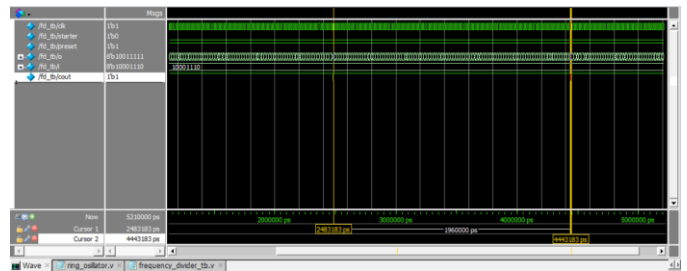 Msgs
/fd_tb/clk 1'b1
/fd_tb/starter 1'b0
/fd_tb/preset 1'b1
/fd_tb/o 8'b10011111
/fd_tb/i 8'b10001110 10001110
/fd_tb/cout 1'b1
Now 5210000 ps 2000000 ps 3000000 ps 4000000 ps 5000000 ps
Cursor 1 2483183 ps 2483183 ps 1960000 ps
Cursor 2 4443183 ps 4443183 ps
Wave ring_osillator.v frequency_divider_tb.v